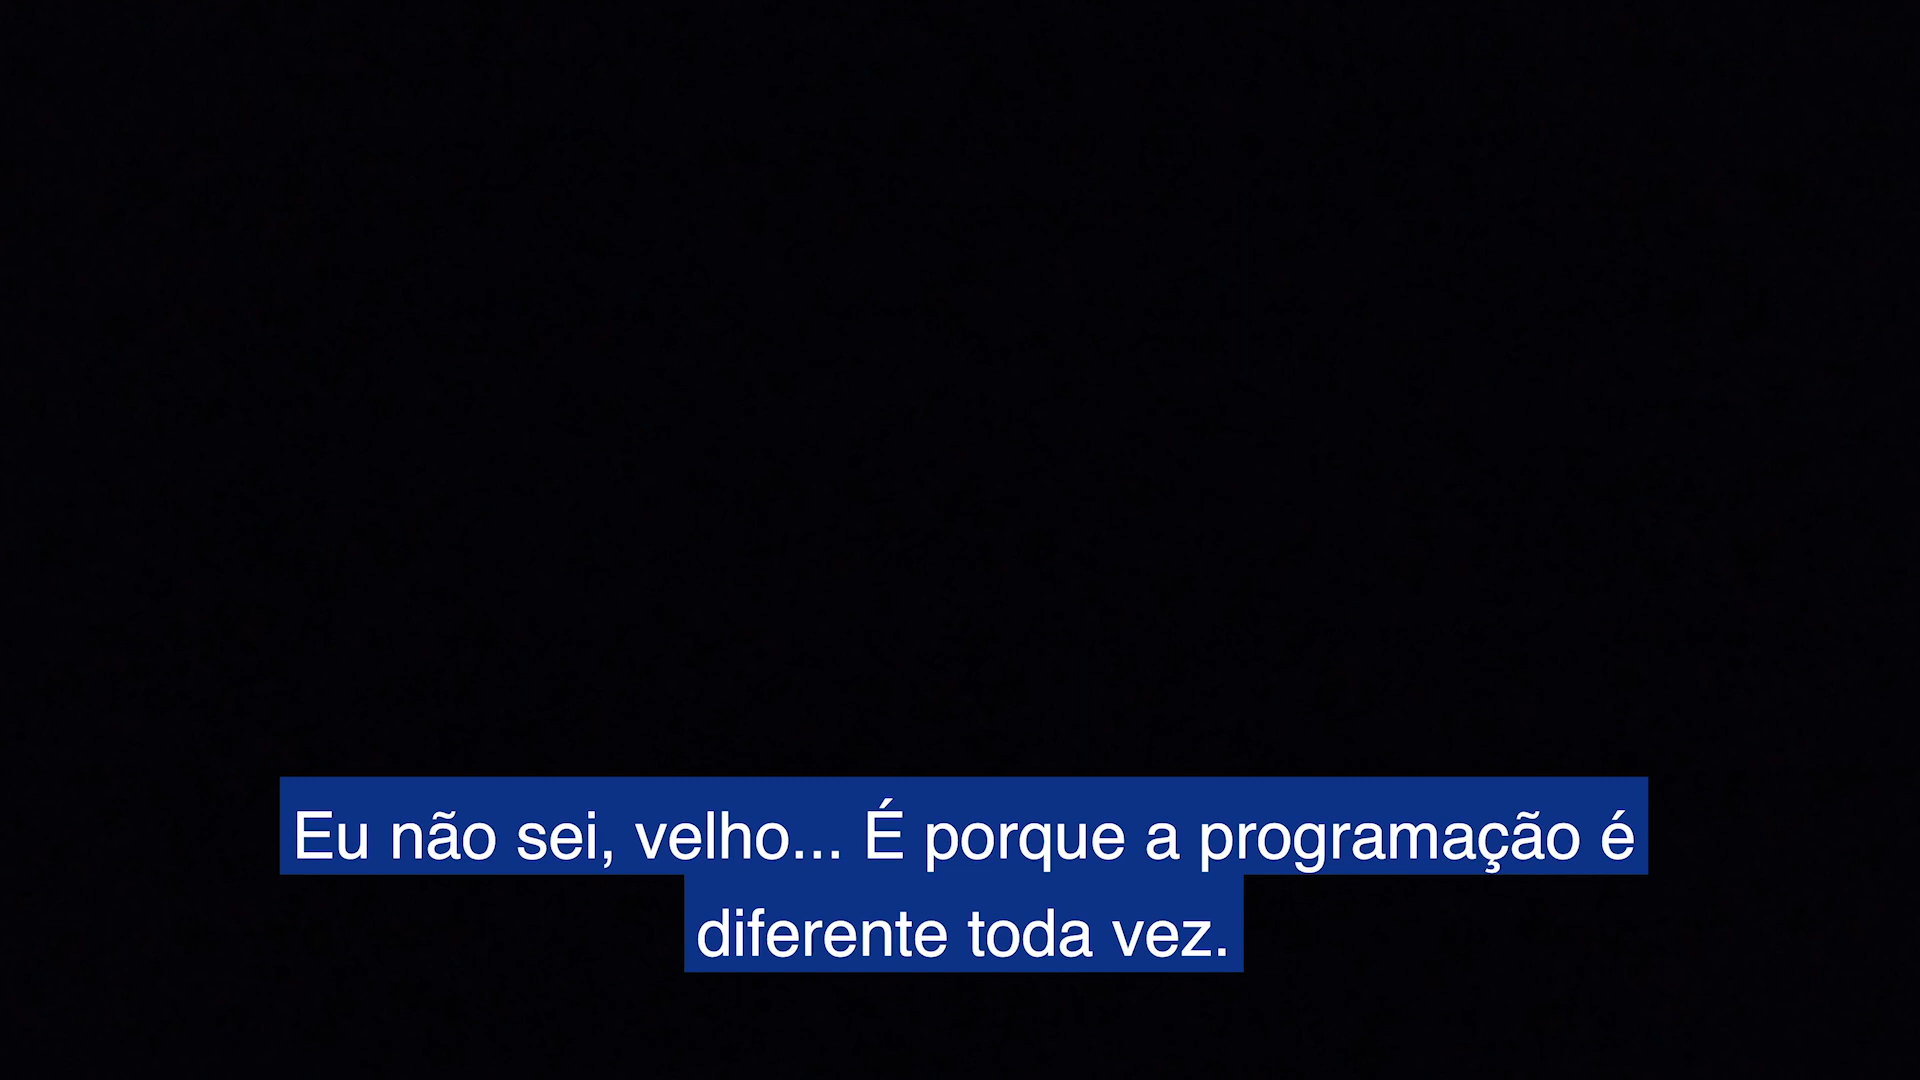 Eu não sei, velho... É porque a programação é
diferente toda vez.